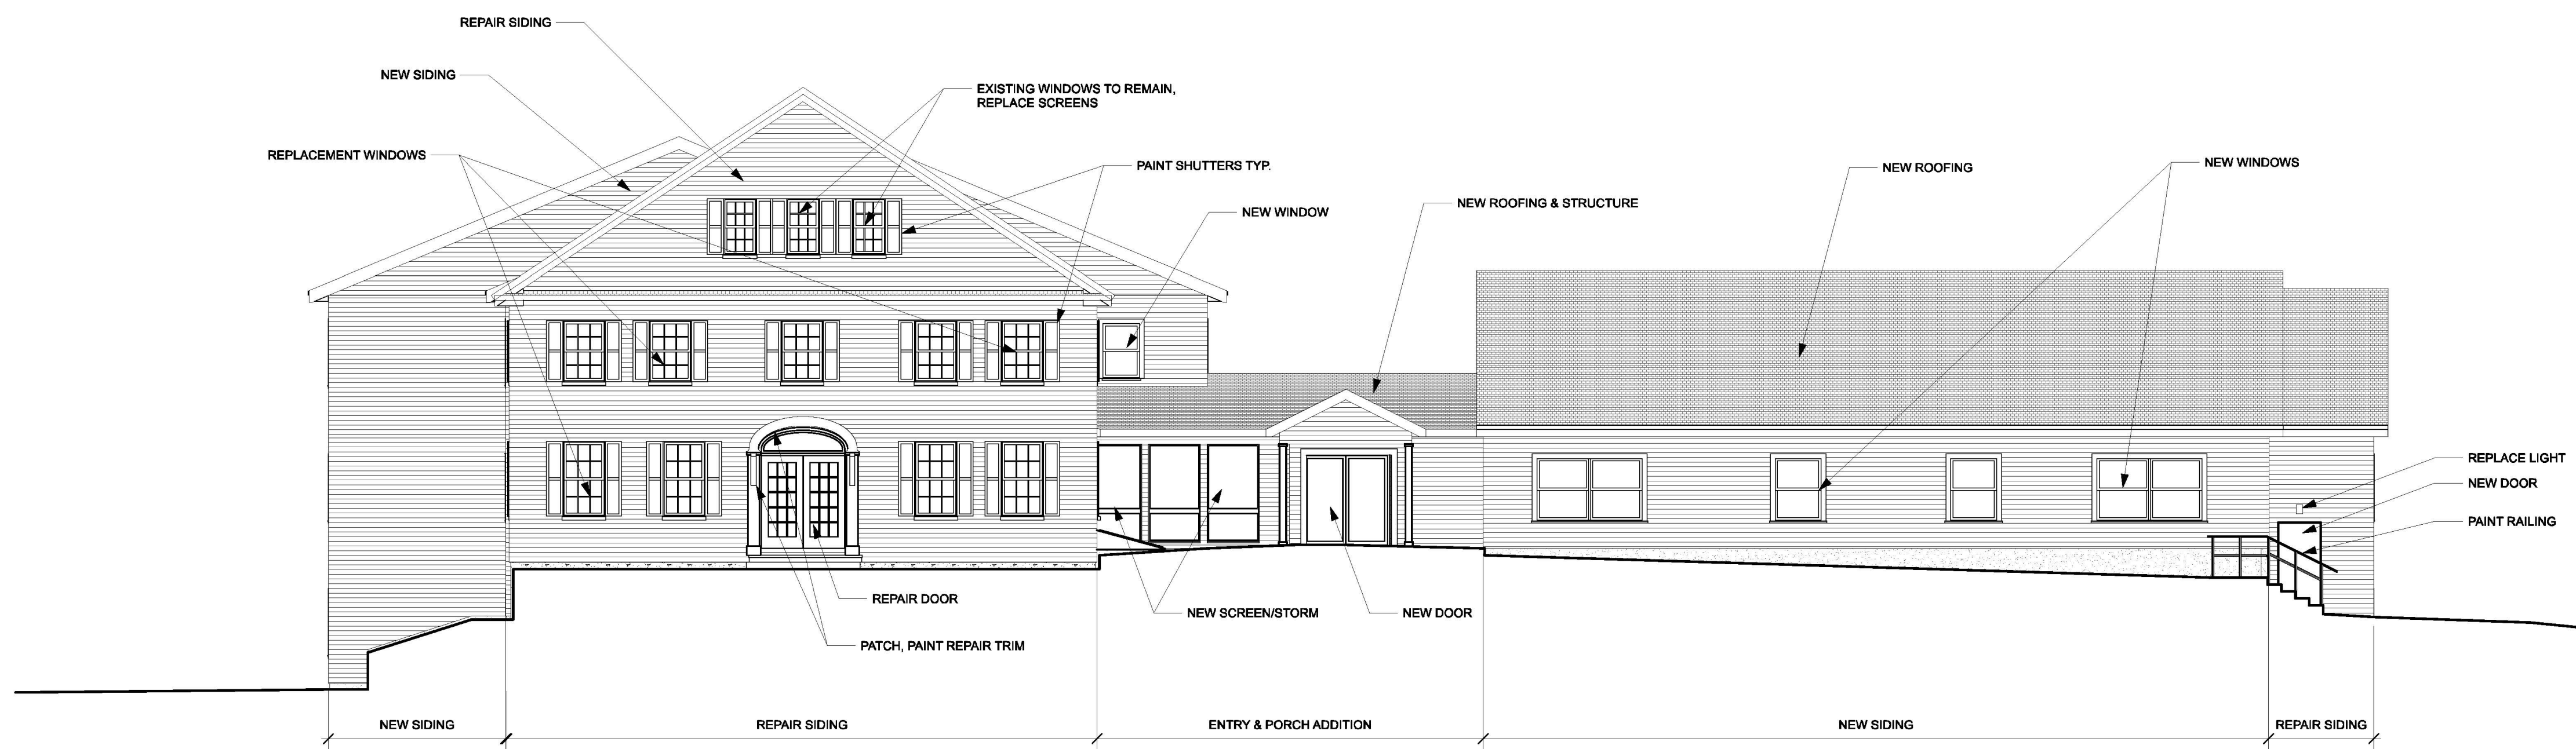 REPAIR SIDING
NEW SIDING
EXISTING WINDOWS TO REMAIN,
REPLACE SCREENS
REPLACEMENT WINDOWS
PAINT SHUTTERS TYP.
NEW WINDOW
NEW ROOFING & STRUCTURE
NEW ROOFING
NEW WINDOWS
REPLACE LIGHT
NEW DOOR
PAINT RAILING
REPAIR DOOR
NEW SCREEN/STORM
NEW DOOR
PATCH, PAINT REPAIR TRIM
NEW SIDING
REPAIR SIDING
ENTRY & PORCH ADDITION
NEW SIDING
REPAIR SIDING